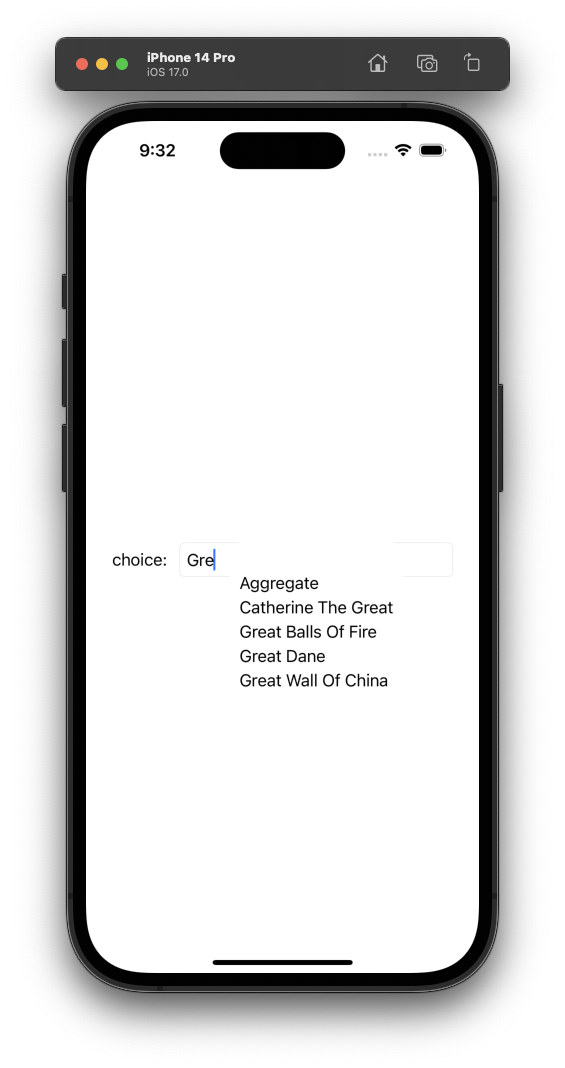 iPhone 14 Pro
iOS 17.0
9:32
choice: Gre
Aggregate
Catherine The Great
Great Balls Of Fire
Great Dane
Great Wall Of China